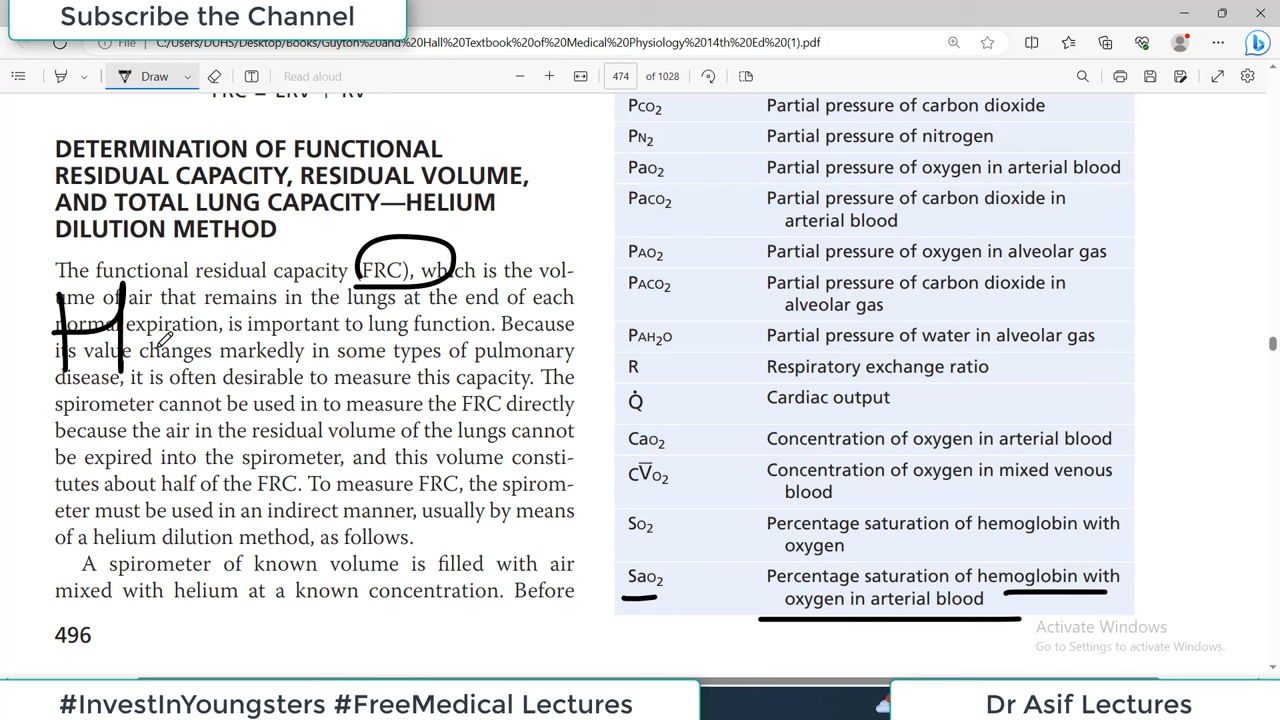 Subscribe the Channel
File C:/Users/DUHS/Desktop/Books/Guyton%20and%20Hall%20Textbook%20of%20Medical%20Physiology%2014th%20Ed%20(1).pdf
Draw Read aloud 474 of 1028
FRC = ERV + RV
DETERMINATION OF FUNCTIONAL
RESIDUAL CAPACITY, RESIDUAL VOLUME,
AND TOTAL LUNG CAPACITY—HELIUM
DILUTION METHOD
The functional residual capacity (FRC), which is the vol-
ume of air that remains in the lungs at the end of each
normal expiration, is important to lung function. Because
its value changes markedly in some types of pulmonary
disease, it is often desirable to measure this capacity. The
spirometer cannot be used in to measure the FRC directly
because the air in the residual volume of the lungs cannot
be expired into the spirometer, and this volume consti-
tutes about half of the FRC. To measure FRC, the spirom-
eter must be used in an indirect manner, usually by means
of a helium dilution method, as follows.
A spirometer of known volume is filled with air
mixed with helium at a known concentration. Before
496
H
PCO2 Partial pressure of carbon dioxide
PN2 Partial pressure of nitrogen
PaO2 Partial pressure of oxygen in arterial blood
PaCO2 Partial pressure of carbon dioxide in
arterial blood
PAO2 Partial pressure of oxygen in alveolar gas
PACO2 Partial pressure of carbon dioxide in
alveolar gas
PAH2O Partial pressure of water in alveolar gas
R Respiratory exchange ratio
Q̇ Cardiac output
CaO2 Concentration of oxygen in arterial blood
CV̄O2 Concentration of oxygen in mixed venous
blood
SO2 Percentage saturation of hemoglobin with
oxygen
SaO2 Percentage saturation of hemoglobin with
oxygen in arterial blood
Activate Windows
Go to Settings to activate Windows.
#InvestInYoungsters #FreeMedical Lectures
Dr Asif Lectures